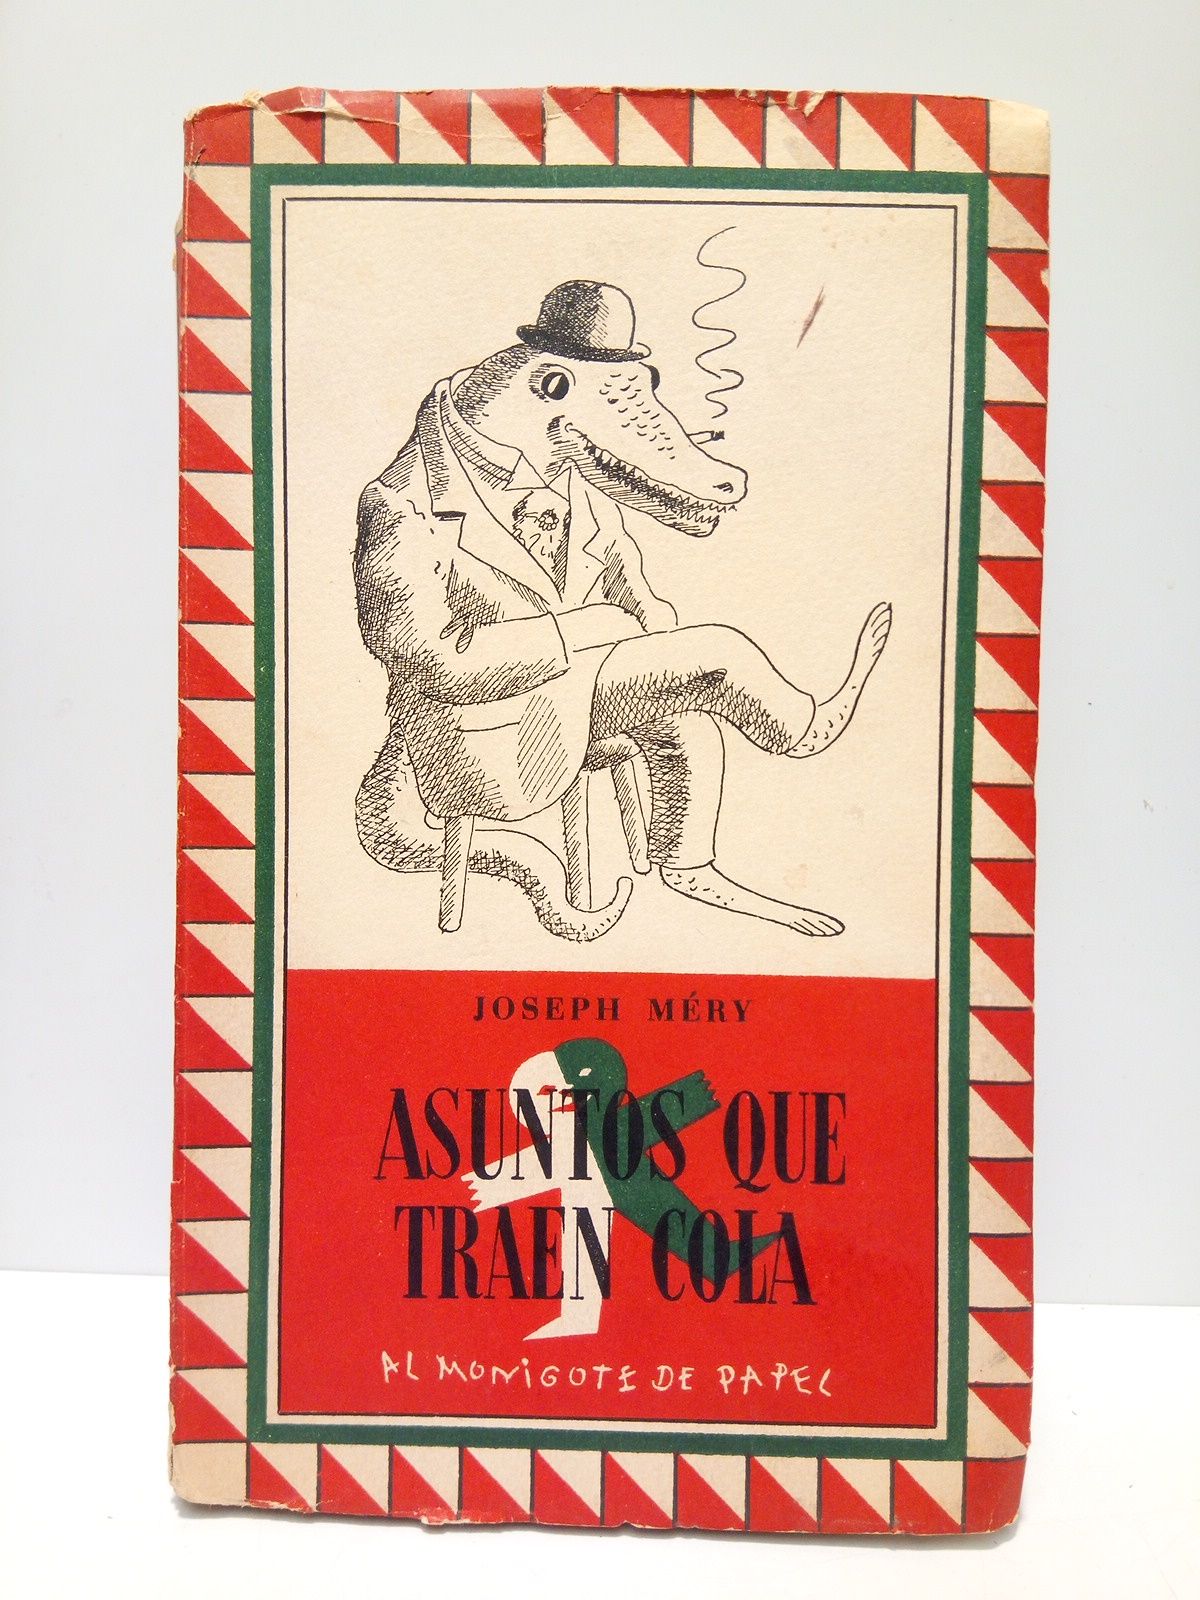 JOSEPH MÉRY
ASUNTOS QUE
TRAEN COLA
AL MONIGOTE DE PAPEL